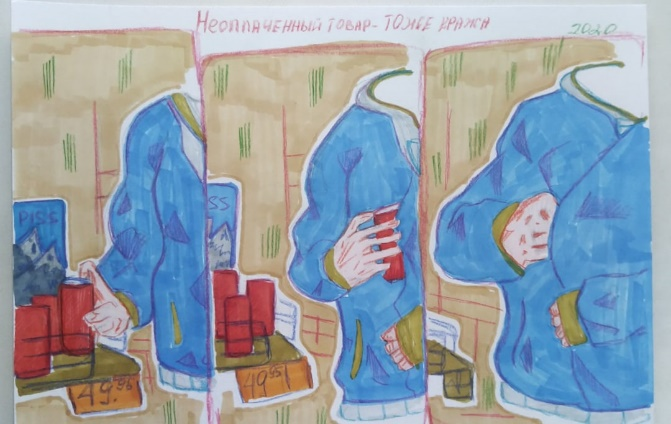 Неоплаченный товар - тоже кража
2020
PISS
SS
49.
49